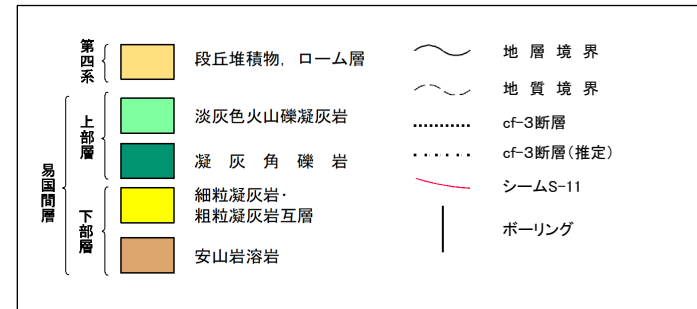 第四系
段丘堆積物，ローム層
易国間層
上部層
淡灰色火山礫凝灰岩
凝灰角礫岩
下部層
細粒凝灰岩・
粗粒凝灰岩互層
安山岩溶岩
地層境界
地質境界
cf-3断層
cf-3断層(推定)
シームS-11
ボーリング